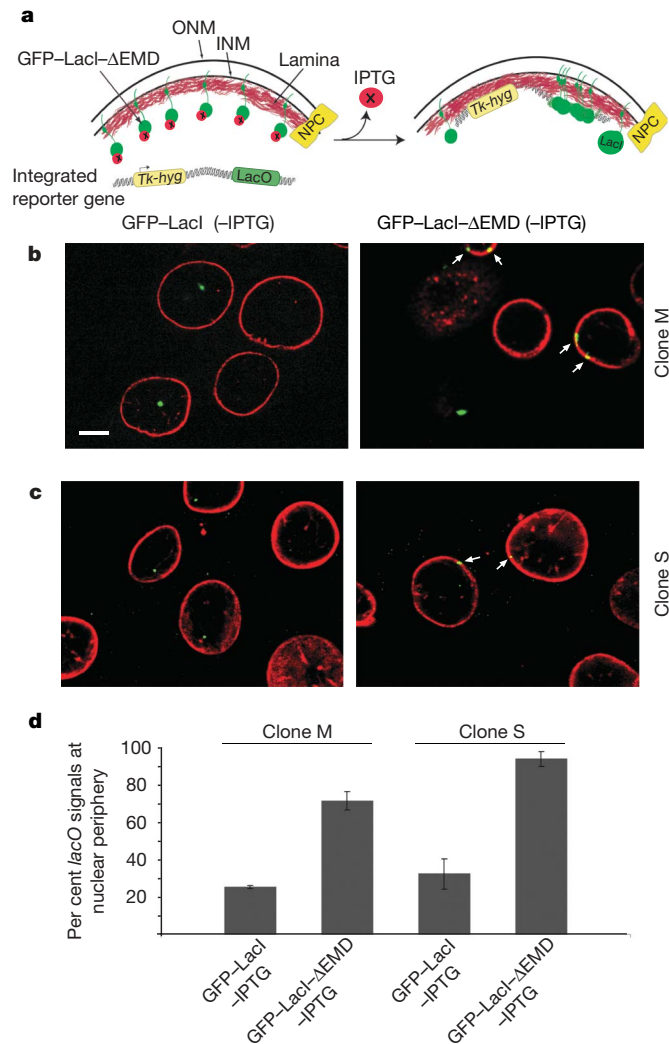 a
ONM
INM
GFP–LacI–ΔEMD
Lamina
IPTG
x
x
x
x
x
x
x
NPC
Tk-hyg
LacI
NPC
Integrated
reporter gene
Tk-hyg
LacO
GFP–LacI (–IPTG)
GFP–LacI–ΔEMD (–IPTG)
b
Clone M
c
Clone S
d
Clone M
Clone S
Per cent lacO signals at
nuclear periphery
100
80
60
40
20
GFP–LacI
–IPTG
GFP–LacI–ΔEMD
–IPTG
GFP–LacI
–IPTG
GFP–LacI–ΔEMD
–IPTG